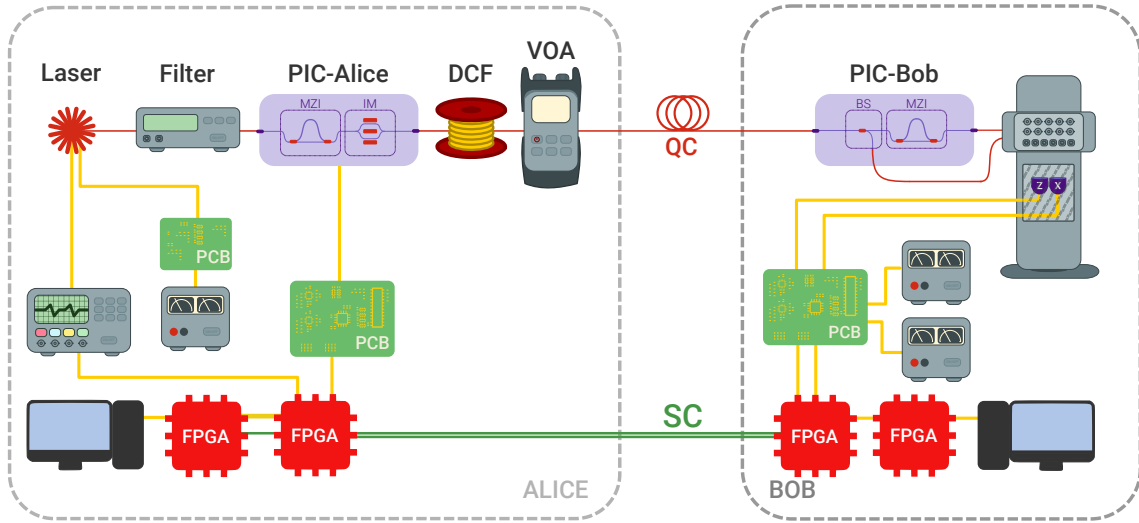 VOA
Laser
Filter
PIC-Alice
DCF
PIC-Bob
MZI
IM
BS
MZI
QC
Z
X
PCB
PCB
PCB
SC
FPGA
FPGA
FPGA
FPGA
ALICE
BOB